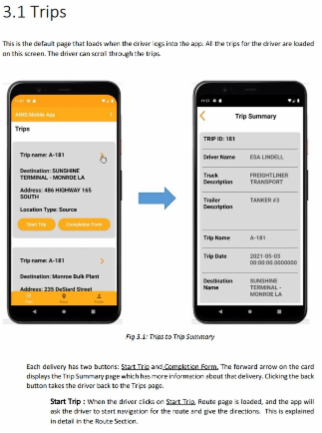 3.1 Trips
This is the default page that loads when the driver logs into the app. All the trips for the driver are loaded
on this screen. The driver can scroll through the trips.
AIMS Mobile App
Trips
Trip name: A-181
Destination: SUNSHINE
TERMINAL - MONROE LA
Address: 486 HIGHWAY 165
SOUTH
Location Type: Source
Start Trip
Completion Form
Trip name: A-181
Destination: Monroe Bulk Plant
Address: 235 DeSiard Street
Trip Summary
TRIP ID: 181
Driver Name ESA LINDELL
Truck FREIGHTLINER
Description TRANSPORT
Trailer TANKER #3
Description
Trip Name A-181
Trip Date 2021-05-03
00:00:00.0000000
Destination SUNSHINE
Name TERMINAL -
MONROE LA
Fig 3.1: Trips to Trip Summary
Each delivery has two buttons: Start Trip and Completion Form. The forward arrow on the card
displays the Trip Summary page which has more information about that delivery. Clicking the back
button takes the driver back to the Trips page.
Start Trip : When the driver clicks on Start Trip, Route page is loaded, and the app will
ask the driver to start navigation for the route and give the directions. This is explained
in detail in the Route Section.